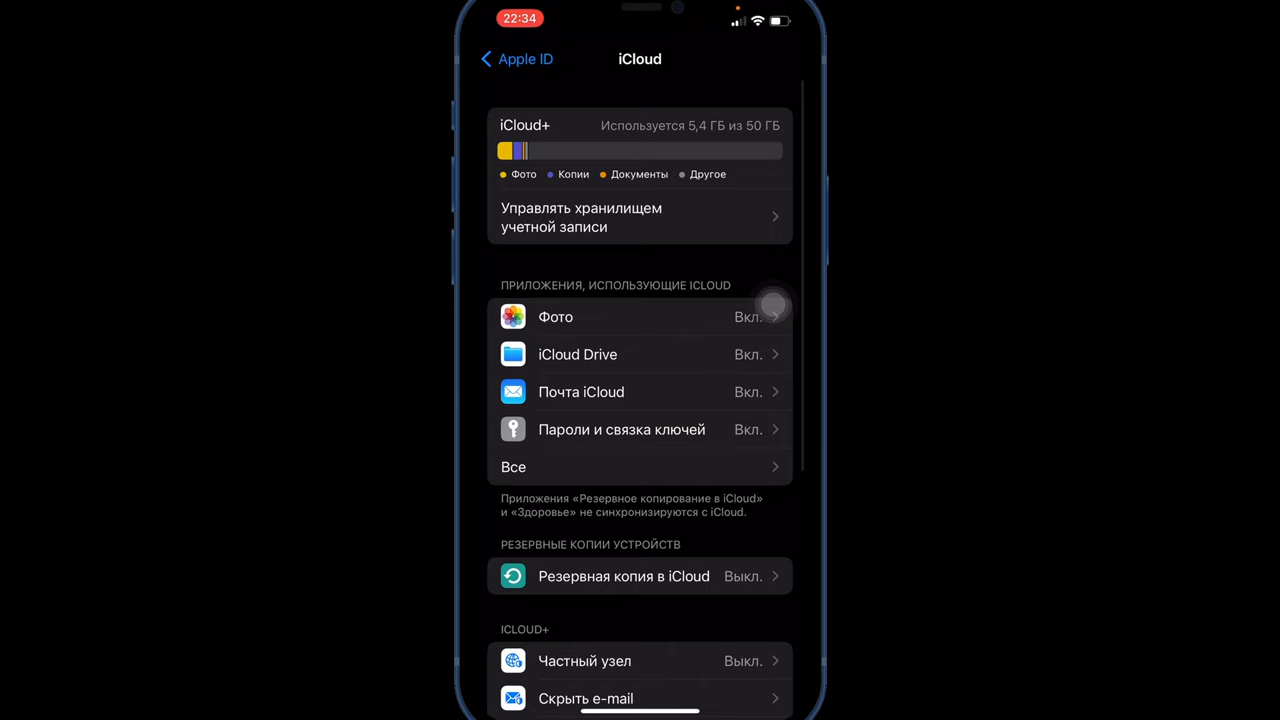 22:34
Apple ID
iCloud
iCloud+
Используется 5,4 ГБ из 50 ГБ
Фото
Копии
Документы
Другое
Управлять хранилищем
учетной записи
ПРИЛОЖЕНИЯ, ИСПОЛЬЗУЮЩИЕ ICLOUD
Фото
Вкл.
iCloud Drive
Вкл.
Почта iCloud
Вкл.
Пароли и связка ключей
Вкл.
Все
Приложения «Резервное копирование в iCloud»
и «Здоровье» не синхронизируются с iCloud.
РЕЗЕРВНЫЕ КОПИИ УСТРОЙСТВ
Резервная копия в iCloud
Выкл.
ICLOUD+
Частный узел
Выкл.
Скрыть e-mail